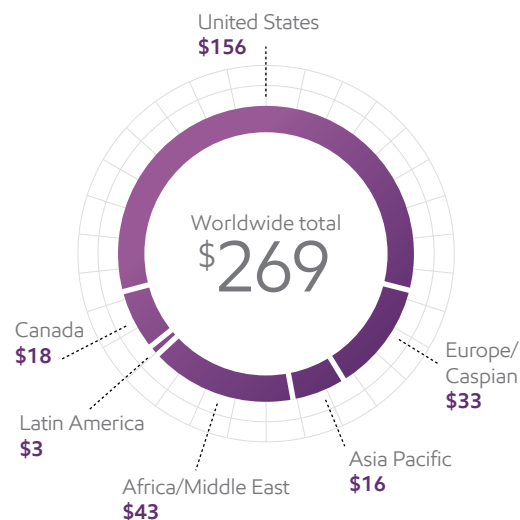 United States
$156
Worldwide total
$269
Canada
$18
Europe/
Caspian
$33
Latin America
$3
Asia Pacific
$16
Africa/Middle East
$43